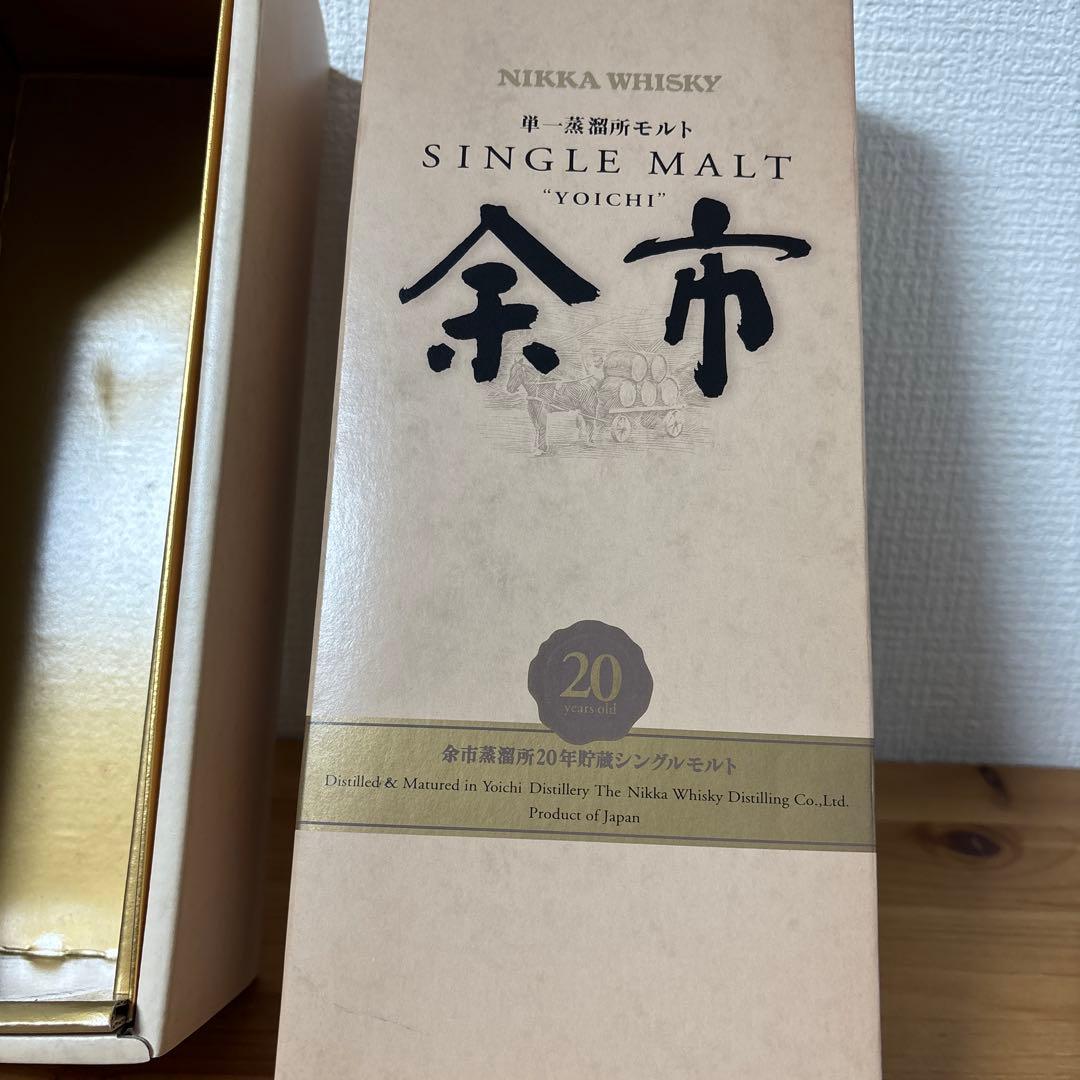 NIKKA WHISKY
単一蒸溜所モルト
SINGLE MALT
“YOICHI”
余市
20
years old
余市蒸溜所20年貯蔵シングルモルト
Distilled & Matured in Yoichi Distillery The Nikka Whisky Distilling Co.,Ltd.
Product of Japan